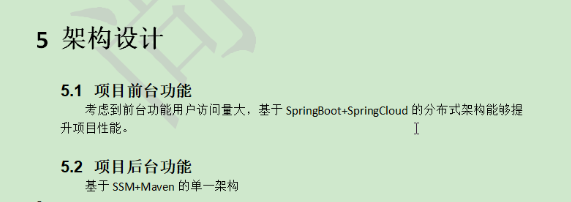 5 架构设计
5.1 项目前台功能
考虑到前台功能用户访问量大，基于 SpringBoot+SpringCloud 的分布式架构能够提
升项目性能。
5.2 项目后台功能
基于 SSM+Maven 的单一架构